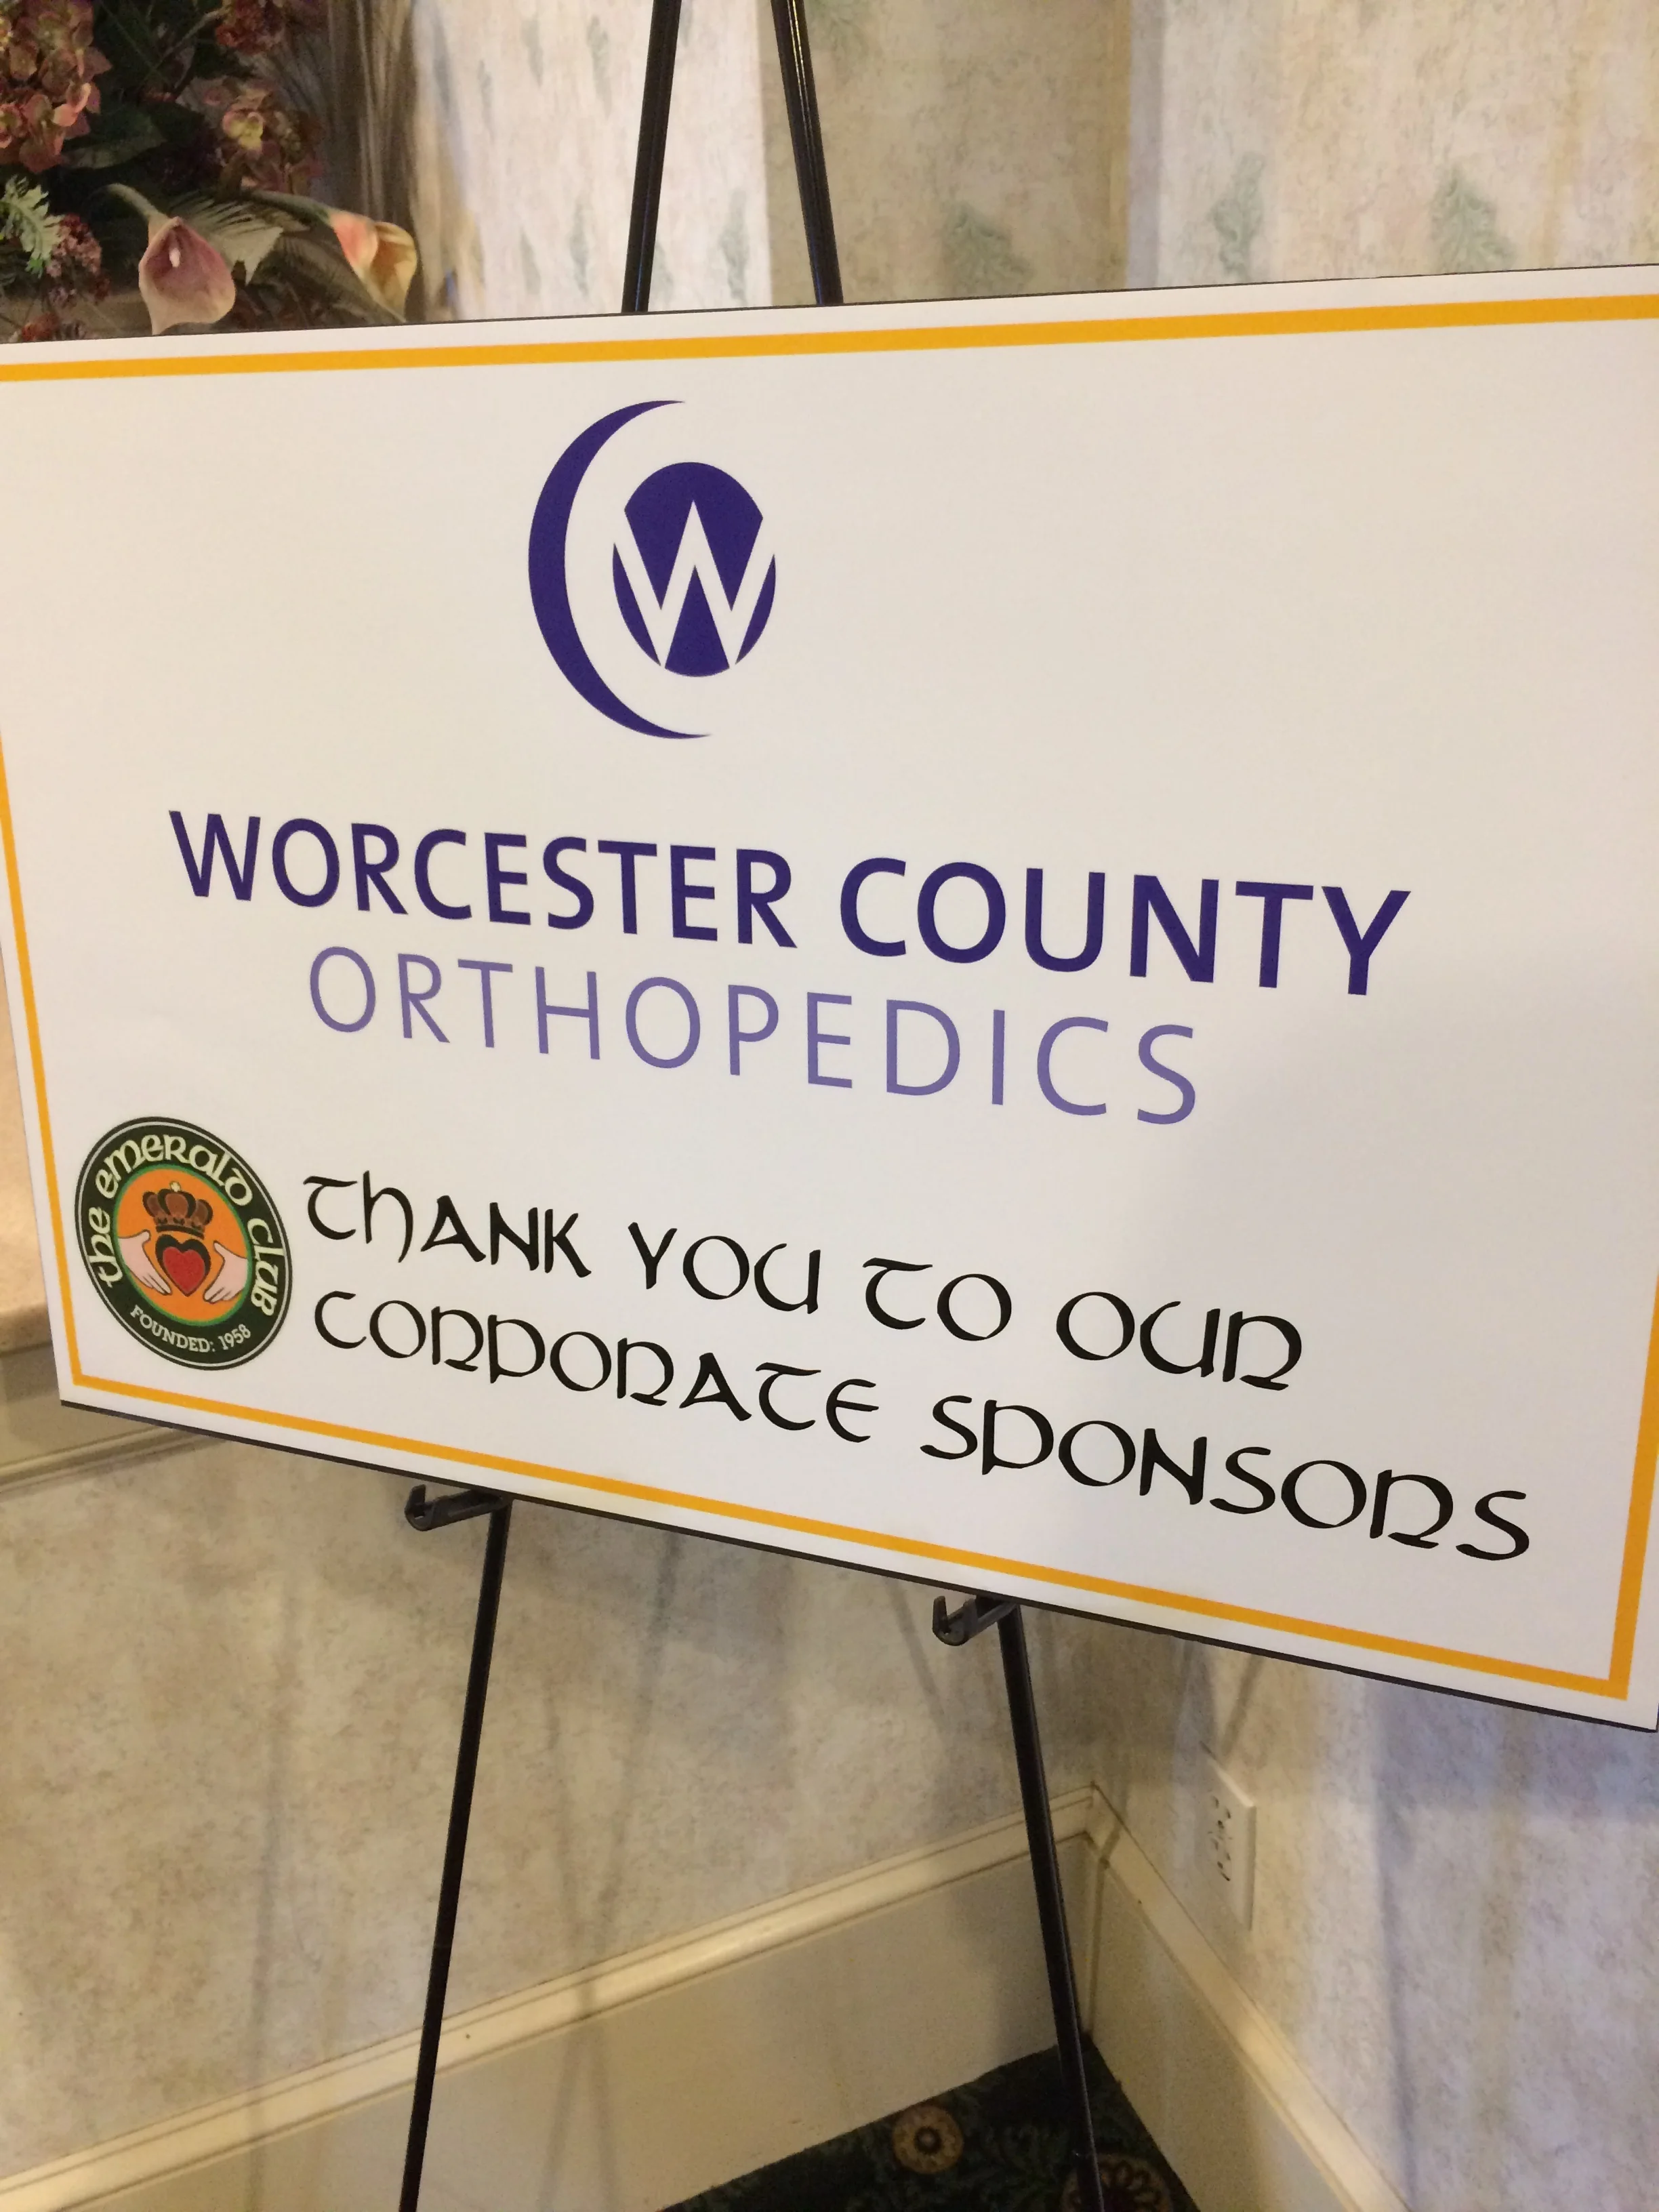 W
WORCESTER COUNTY
ORTHOPEDICS
the emerald club
FOUNDED: 1958
THANK YOU TO OUR
CORPORATE SPONSORS